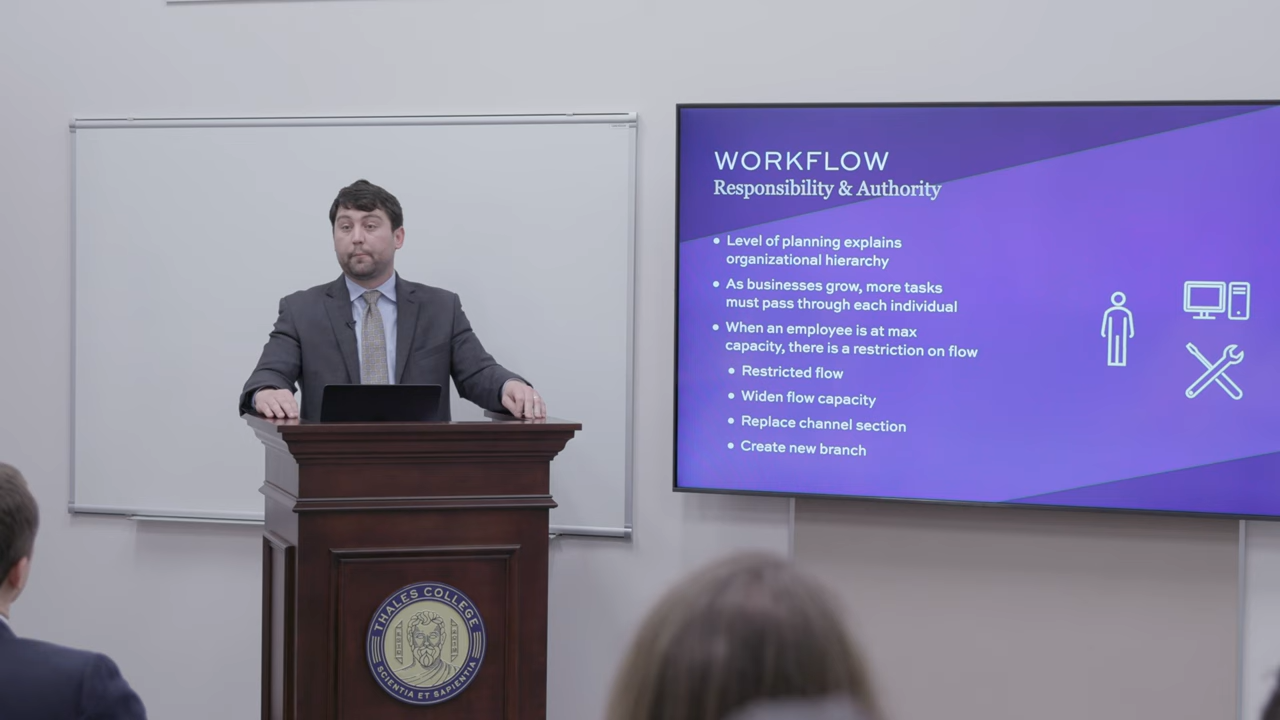 WORKFLOW
Responsibility & Authority
• Level of planning explains
organizational hierarchy
• As businesses grow, more tasks
must pass through each individual
• When an employee is at max
capacity, there is a restriction on flow
• Restricted flow
• Widen flow capacity
• Replace channel section
• Create new branch
THALES COLLEGE
SCIENTIA ET SAPIENTIA